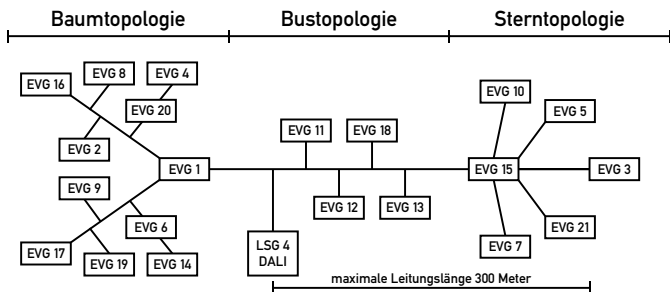 Baumtopologie
Bustopologie
Sterntopologie
EVG 16
EVG 8
EVG 4
EVG 20
EVG 2
EVG 1
EVG 9
EVG 6
EVG 17
EVG 19
EVG 14
EVG 11
EVG 18
EVG 12
EVG 13
LSG 4
DALI
EVG 10
EVG 5
EVG 15
EVG 3
EVG 21
EVG 7
maximale Leitungslänge 300 Meter